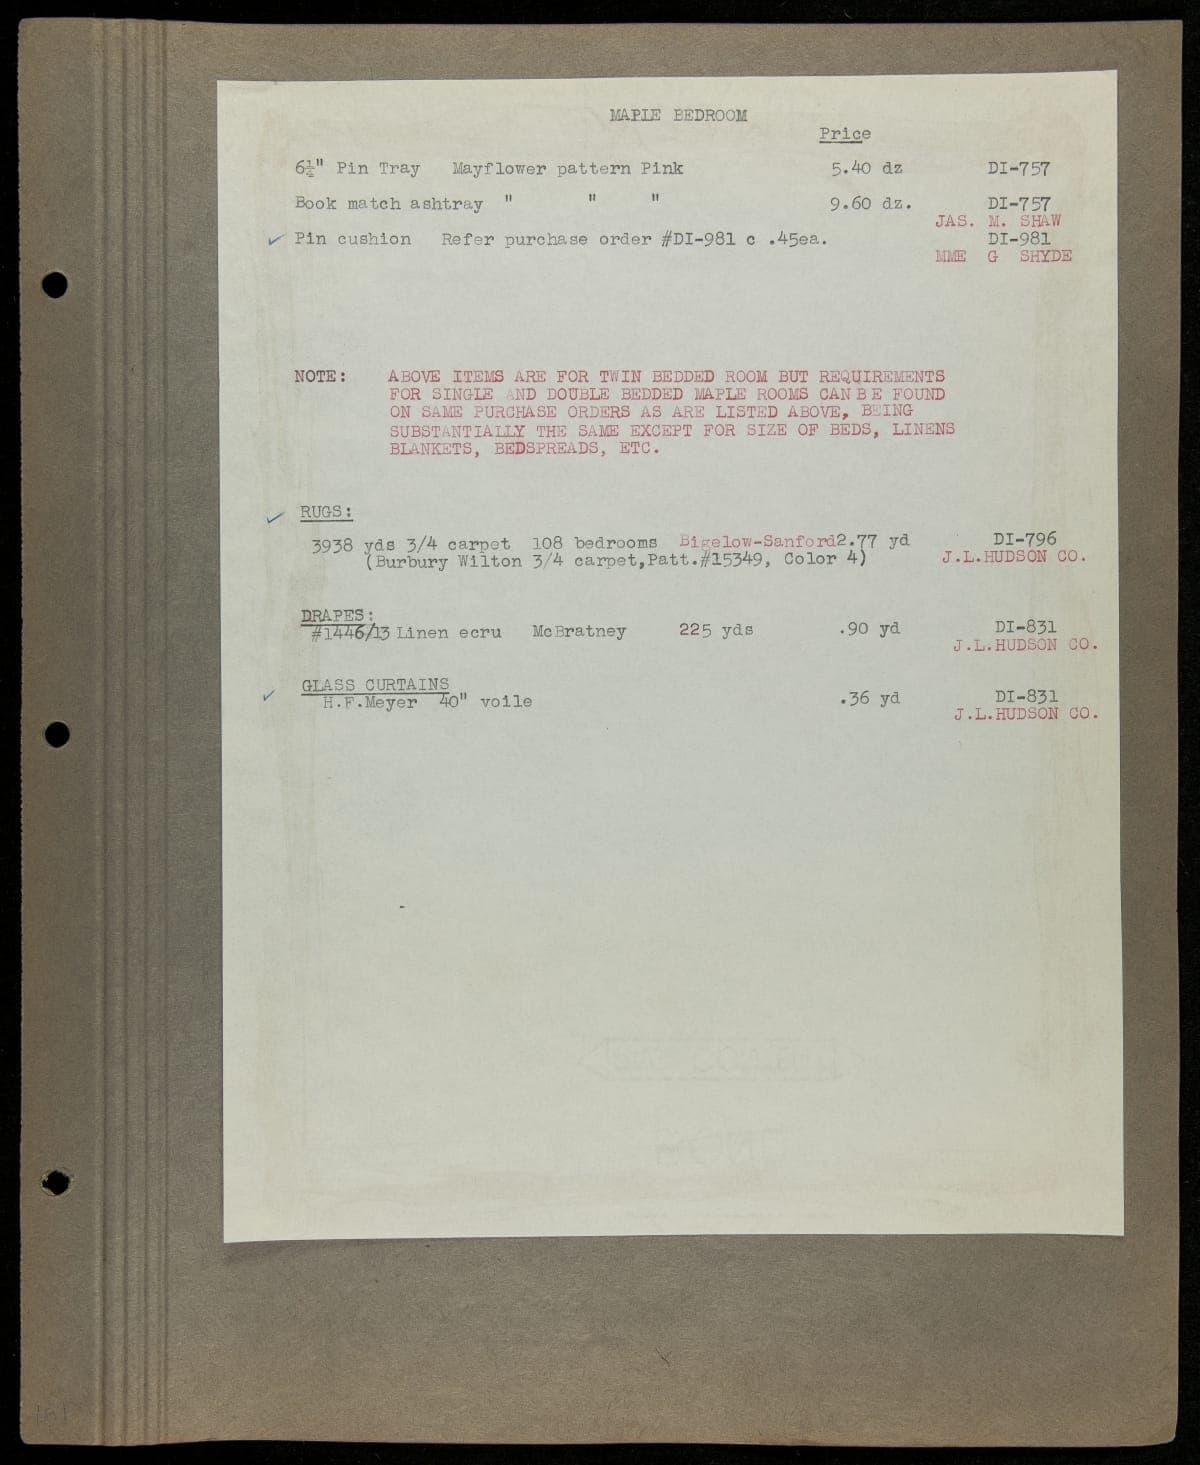 MAPLE BEDROOM
Price
6¼" Pin Tray Mayflower pattern Pink 5.40 dz DI-757
Book match ashtray " " " 9.60 dz. DI-757
JAS. M. SHAW
✓ Pin cushion Refer purchase order #DI-981 c .45ea. DI-981
MME G SHYDE
NOTE: ABOVE ITEMS ARE FOR TWIN BEDDED ROOM BUT REQUIREMENTS
FOR SINGLE AND DOUBLE BEDDED MAPLE ROOMS CAN B E FOUND
ON SAME PURCHASE ORDERS AS ARE LISTED ABOVE, BEING
SUBSTANTIALLY THE SAME EXCEPT FOR SIZE OF BEDS, LINENS
BLANKETS, BEDSPREADS, ETC.
✓ RUGS:
3938 yds 3/4 carpet 108 bedrooms Bigelow-Sanford2.77 yd DI-796
(Burbury Wilton 3/4 carpet,Patt.#15349, Color 4) J.L.HUDSON CO.
DRAPES:
#1446/13 Linen ecru McBratney 225 yds .90 yd DI-831
J.L.HUDSON CO.
GLASS CURTAINS
✓ H.F.Meyer 40" voile .36 yd DI-831
J.L.HUDSON CO.